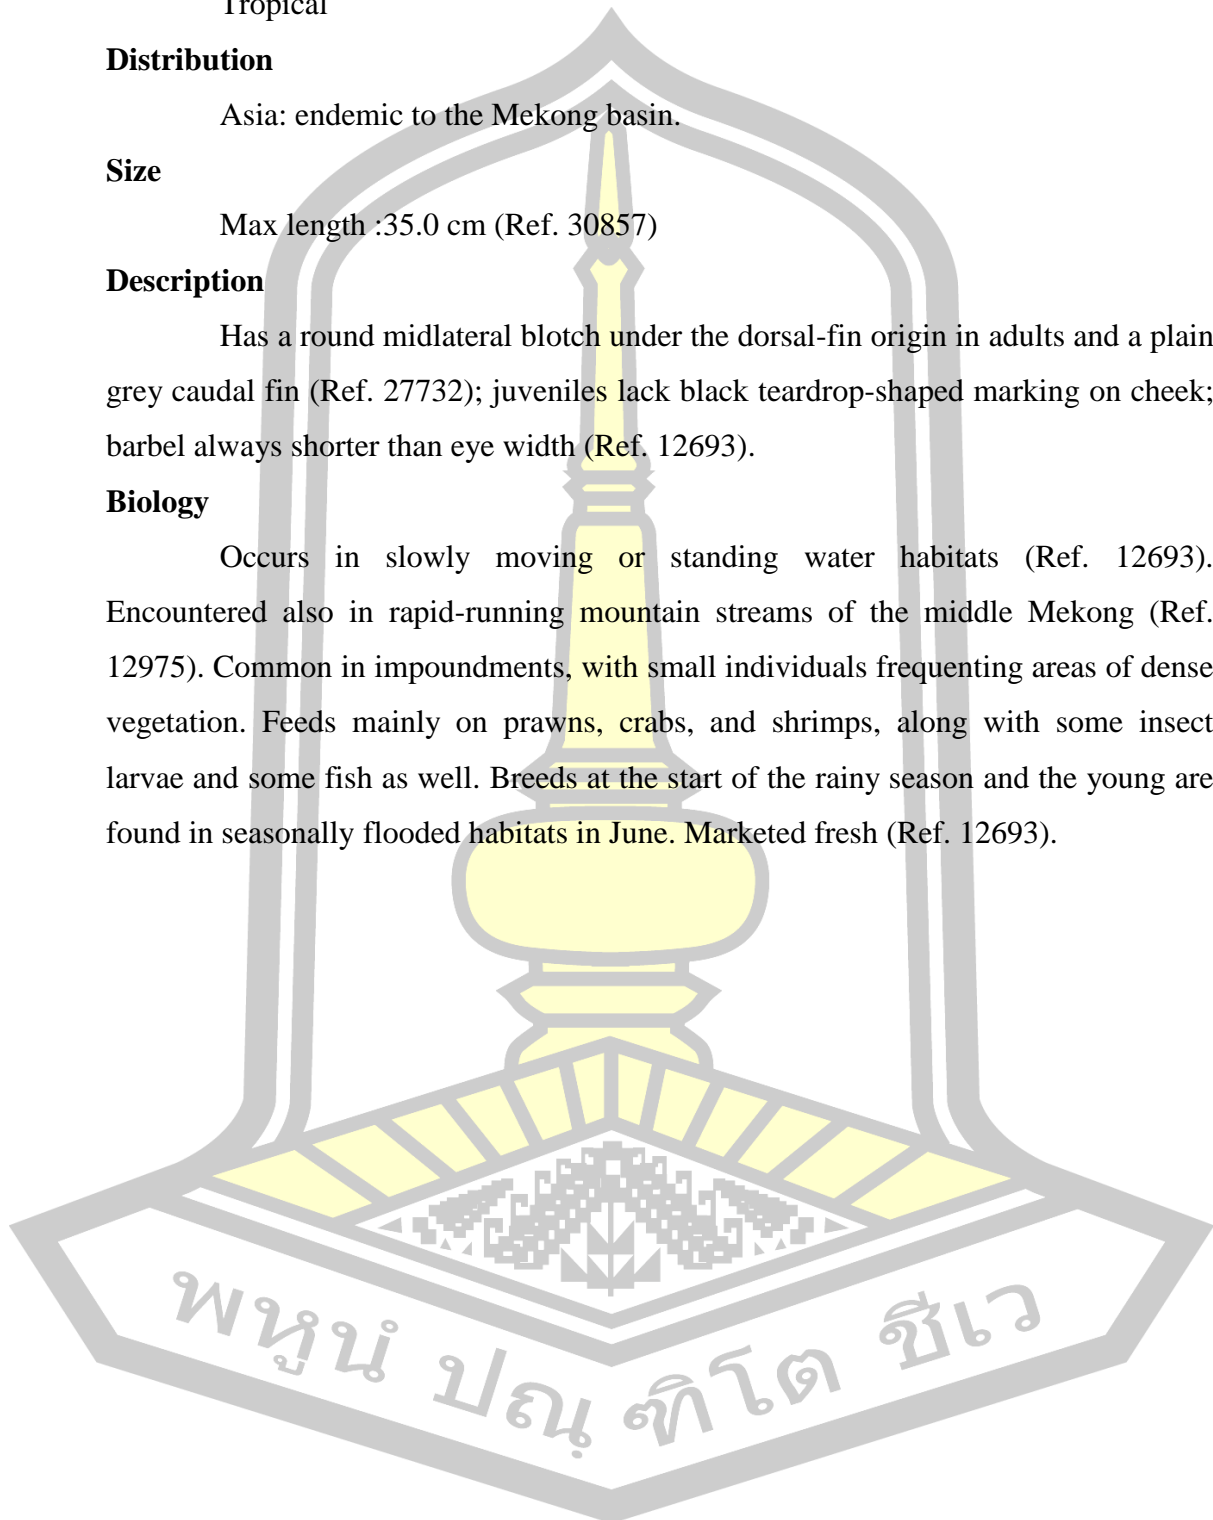 Tropical
Distribution
Asia: endemic to the Mekong basin.
Size
Max length :35.0 cm (Ref. 30857)
Description
Has a round midlateral blotch under the dorsal-fin origin in adults and a plain
grey caudal fin (Ref. 27732); juveniles lack black teardrop-shaped marking on cheek;
barbel always shorter than eye width (Ref. 12693).
Biology
Occurs in slowly moving or standing water habitats (Ref. 12693).
Encountered also in rapid-running mountain streams of the middle Mekong (Ref.
12975). Common in impoundments, with small individuals frequenting areas of dense
vegetation. Feeds mainly on prawns, crabs, and shrimps, along with some insect
larvae and some fish as well. Breeds at the start of the rainy season and the young are
found in seasonally flooded habitats in June. Marketed fresh (Ref. 12693).
พหูนํ ปณฺ ฑิโต ชีเว